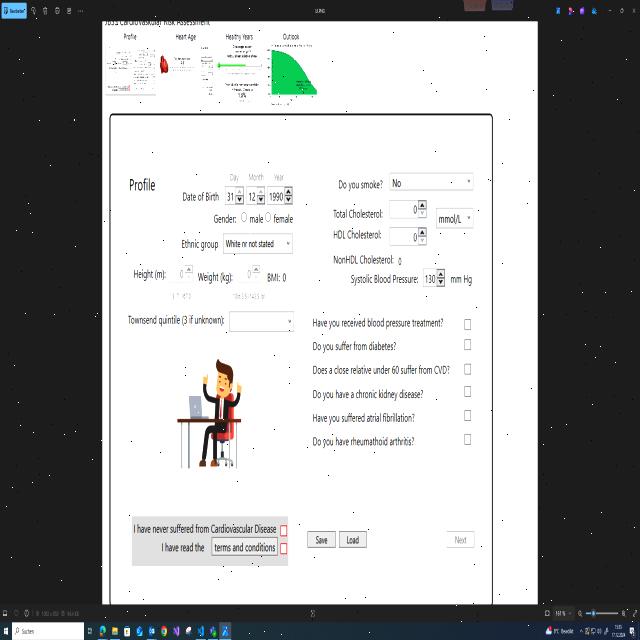 Bearbeiten
JBS3 Cardiovascular Risk Assessment
Profile Heart Age Healthy Years Outlook
Profile
Day Month Year
Date of Birth 31 12 1990
Gender: male female
Ethnic group White or not stated
Height (m): 0 Weight (kg): 0 BMI: 0
Townsend quintile (3 if unknown):
Do you smoke? No
Total Cholesterol: 0 mmol/L
HDL Cholesterol: 0
NonHDL Cholesterol: 0
Systolic Blood Pressure: 130 mm Hg
Have you received blood pressure treatment?
Do you suffer from diabetes?
Does a close relative under 60 suffer from CVD?
Do you have a chronic kidney disease?
Have you suffered atrial fibrillation?
Do you have rheumathoid arthritis?
I have never suffered from Cardiovascular Disease
I have read the terms and conditions
Save Load Next
Suchen